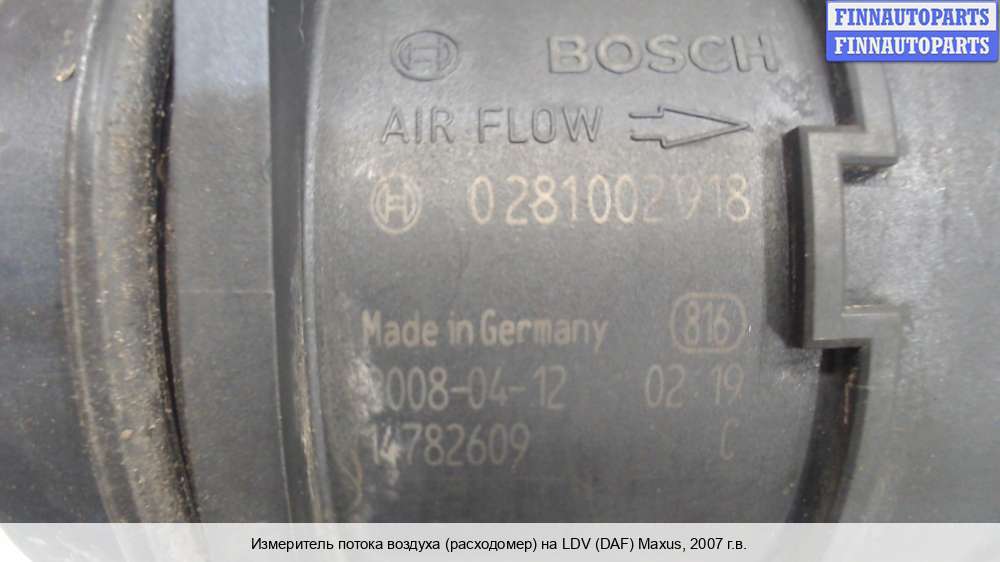 FINNAUTOPARTS
FINNAUTOPARTS
BOSCH
AIR FLOW
0 281 002 918
Made in Germany 816
2008-04-12 02 19
14782609 C
Измеритель потока воздуха (расходомер) на LDV (DAF) Maxus, 2007 г.в.